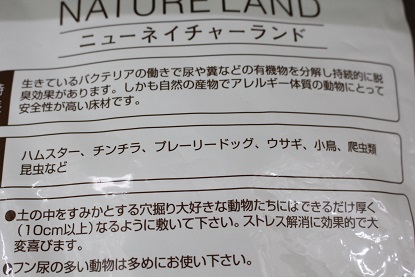 NATURE LAND
ニューネイチャーランド
生きているバクテリアの働きで尿や糞などの有機物を分解し持続的に脱
臭効果があります。しかも自然の産物でアレルギー体質の動物にとって
安全性が高い床材です。
ハムスター、チンチラ、プレーリードッグ、ウサギ、小鳥、爬虫類
昆虫など
●土の中をすみかとする穴掘り大好きな動物たちにはできるだけ厚く
(10cm以上)なるように敷いて下さい。ストレス解消に効果的で大
変喜びます。
●フン尿の多い動物は多めにお使い下さい。